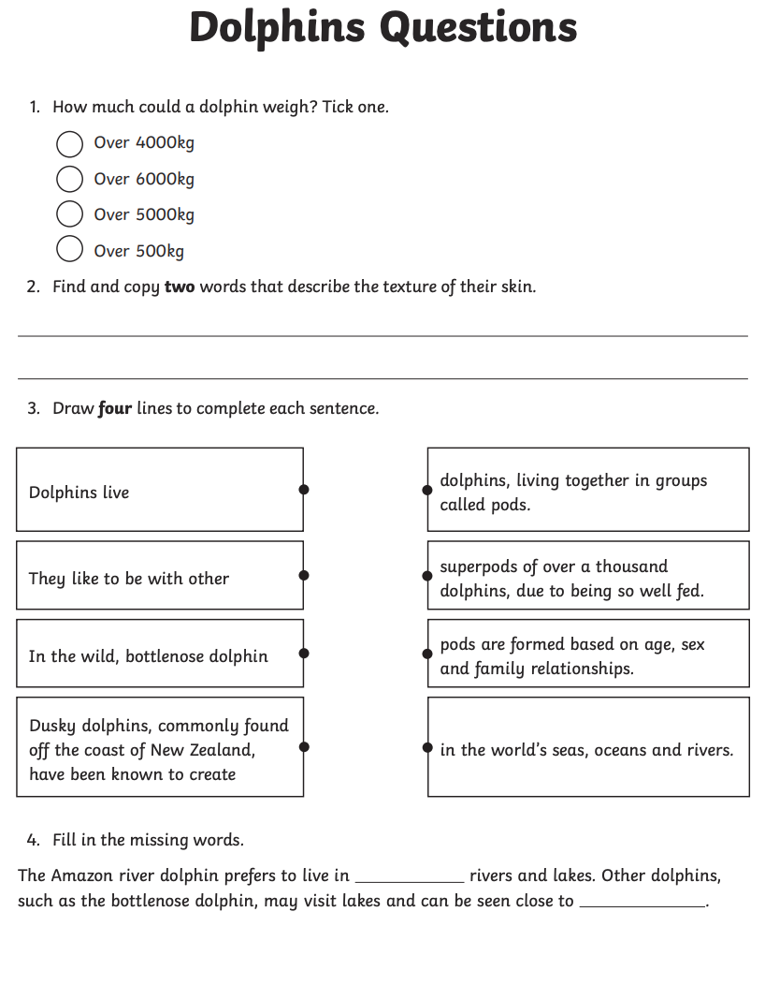 Dolphins Questions
1. How much could a dolphin weigh? Tick one.
Over 4000kg
Over 6000kg
Over 5000kg
Over 500kg
2. Find and copy two words that describe the texture of their skin.
3. Draw four lines to complete each sentence.
Dolphins live
dolphins, living together in groups
called pods.
They like to be with other
superpods of over a thousand
dolphins, due to being so well fed.
In the wild, bottlenose dolphin
pods are formed based on age, sex
and family relationships.
Dusky dolphins, commonly found
off the coast of New Zealand,
have been known to create
in the world's seas, oceans and rivers.
4. Fill in the missing words.
The Amazon river dolphin prefers to live in ____________ rivers and lakes. Other dolphins,
such as the bottlenose dolphin, may visit lakes and can be seen close to ______________.